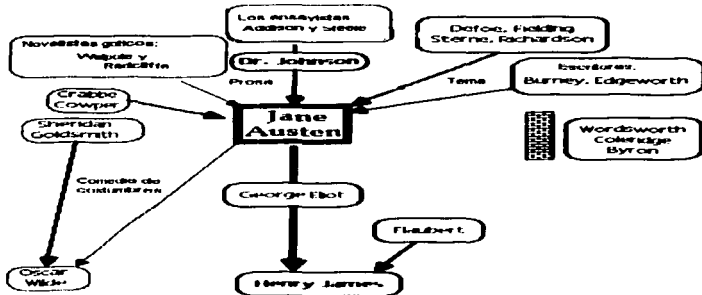 Los ensayistas
Addison y Steele
Defoe, Fielding
Sterne, Richardson
Novelistas góticos:
Walpole y
Radcliffe
Dr. Johnson
Prosa
Tema
Escritores:
Burney, Edgeworth
Crabbe
Cowper
Jane
Austen
Sheridan
Goldsmith
Wordsworth
Coleridge
Byron
Comedia de
costumbres
George Eliot
Flaubert
Oscar
Wilde
Henry James